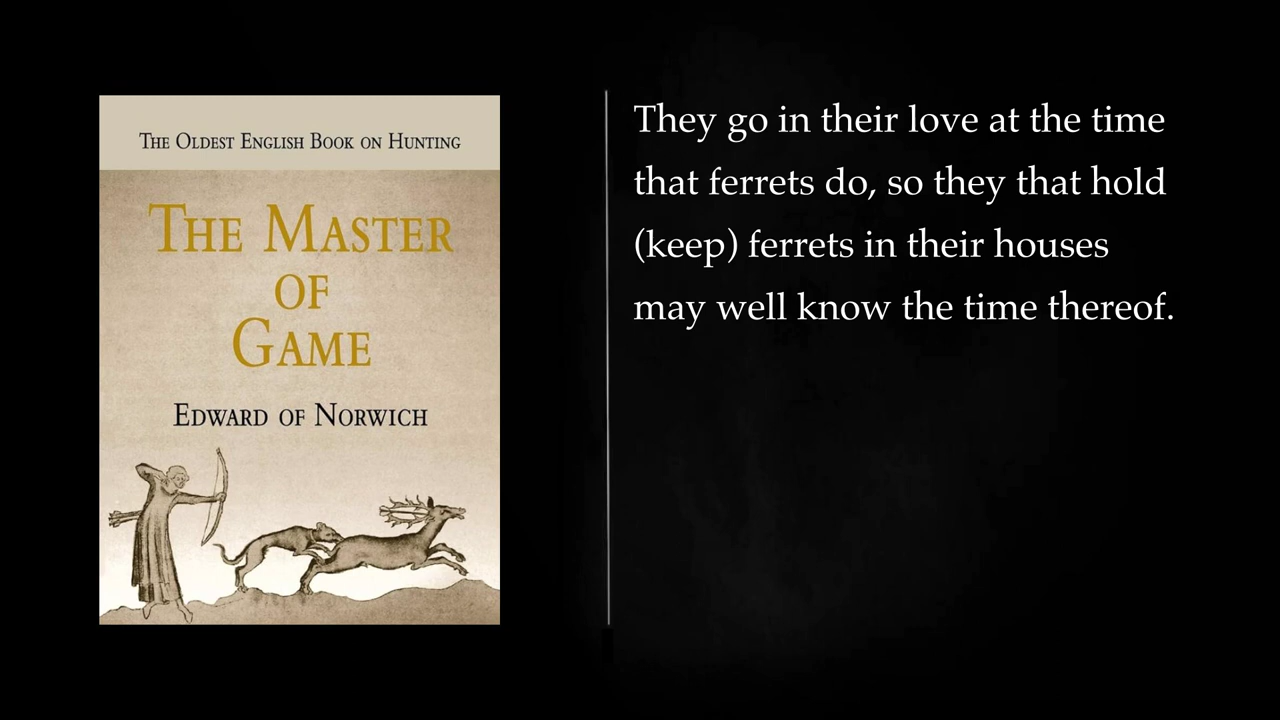 The Oldest English Book on Hunting
The Master
of
Game
Edward of Norwich
They go in their love at the time
that ferrets do, so they that hold
(keep) ferrets in their houses
may well know the time thereof.